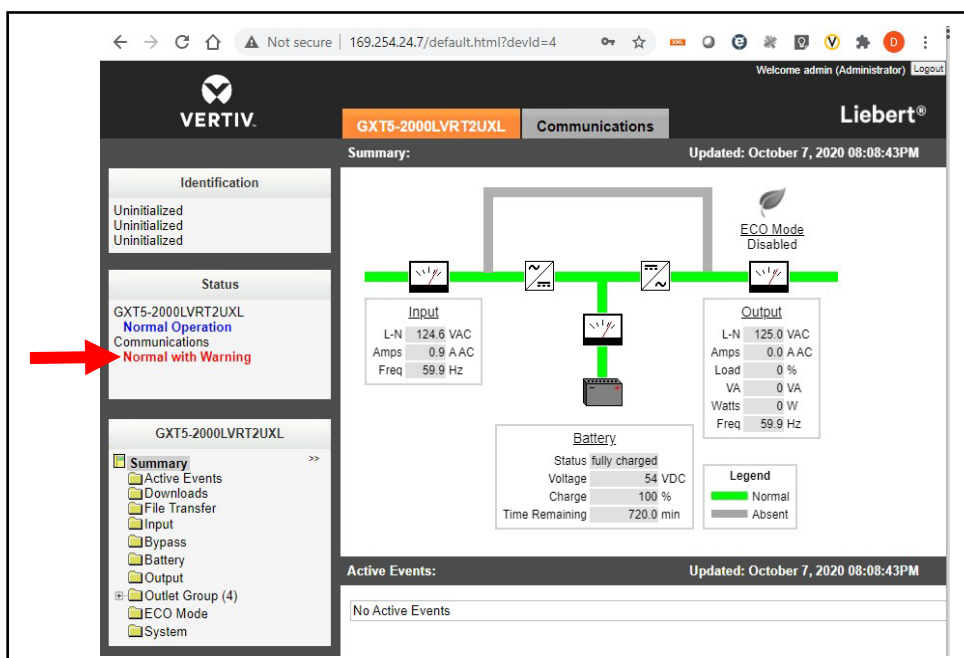 Not secure | 169.254.24.7/default.html?devId=4
D
Welcome admin (Administrator) Logout
VERTIV.
GXT5-2000LVRT2UXL Communications
Liebert®
Summary: Updated: October 7, 2020 08:08:43PM
Identification
Uninitialized
Uninitialized
Uninitialized
Status
GXT5-2000LVRT2UXL
Normal Operation
Communications
Normal with Warning
GXT5-2000LVRT2UXL
Summary >>
Active Events
Downloads
File Transfer
Input
Bypass
Battery
Output
Outlet Group (4)
ECO Mode
System
ECO Mode
Disabled
Input
L-N 124.6 VAC
Amps 0.9 A AC
Freq 59.9 Hz
Output
L-N 125.0 VAC
Amps 0.0 A AC
Load 0 %
VA 0 VA
Watts 0 W
Freq 59.9 Hz
Battery
Status fully charged
Voltage 54 VDC
Charge 100 %
Time Remaining 720.0 min
Legend
Normal
Absent
Active Events: Updated: October 7, 2020 08:08:43PM
No Active Events